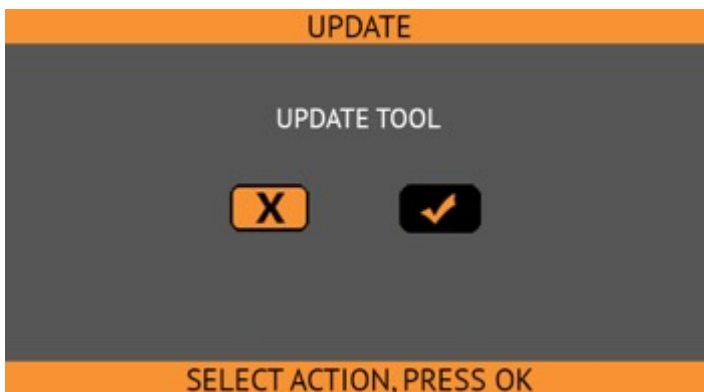 UPDATE
UPDATE TOOL
X
SELECT ACTION, PRESS OK